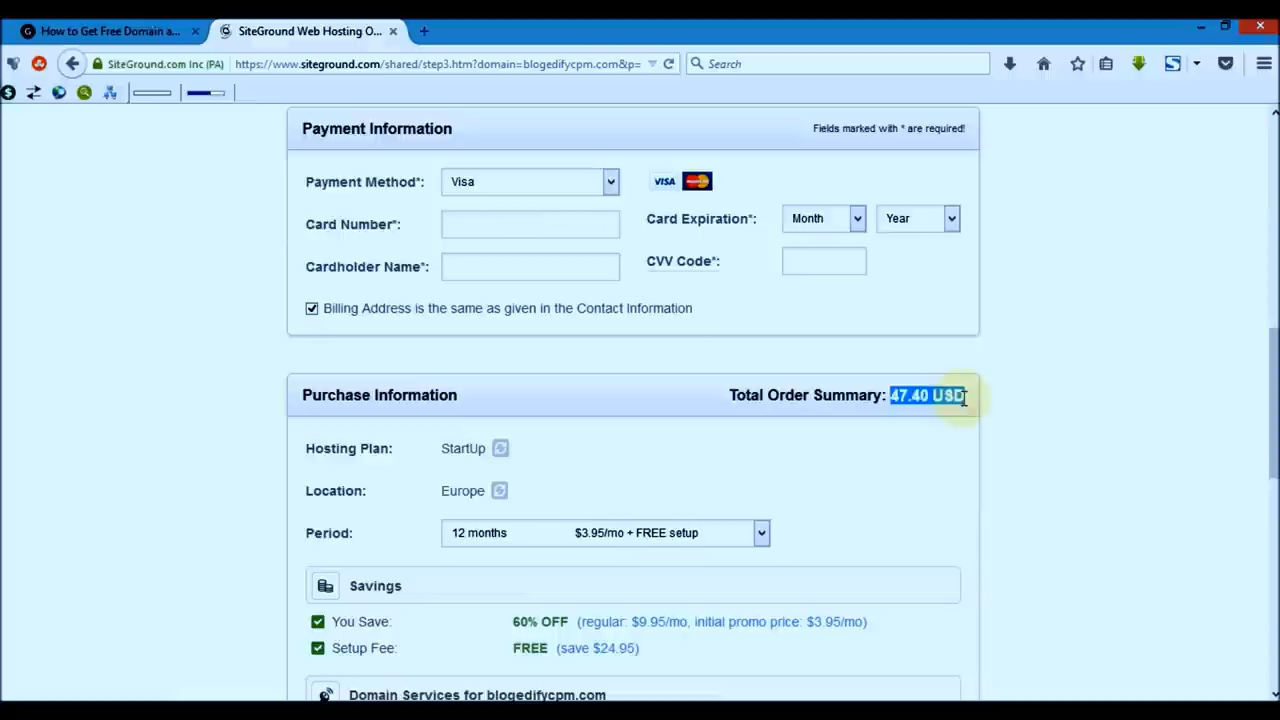 How to Get Free Domain a...
SiteGround Web Hosting O...
SiteGround.com Inc (PA)
https://www.siteground.com/shared/step3.htm?domain=blogedifycpm.com&p=
Search
Payment Information
Fields marked with * are required!
Payment Method*:
Visa
VISA
Card Number*:
Card Expiration*:
Month
Year
Cardholder Name*:
CVV Code*:
Billing Address is the same as given in the Contact Information
Purchase Information
Total Order Summary: 47.40 USD
Hosting Plan:
StartUp
Location:
Europe
Period:
12 months $3.95/mo + FREE setup
Savings
You Save:
60% OFF (regular: $9.95/mo, initial promo price: $3.95/mo)
Setup Fee:
FREE (save $24.95)
Domain Services for blogedifycpm.com